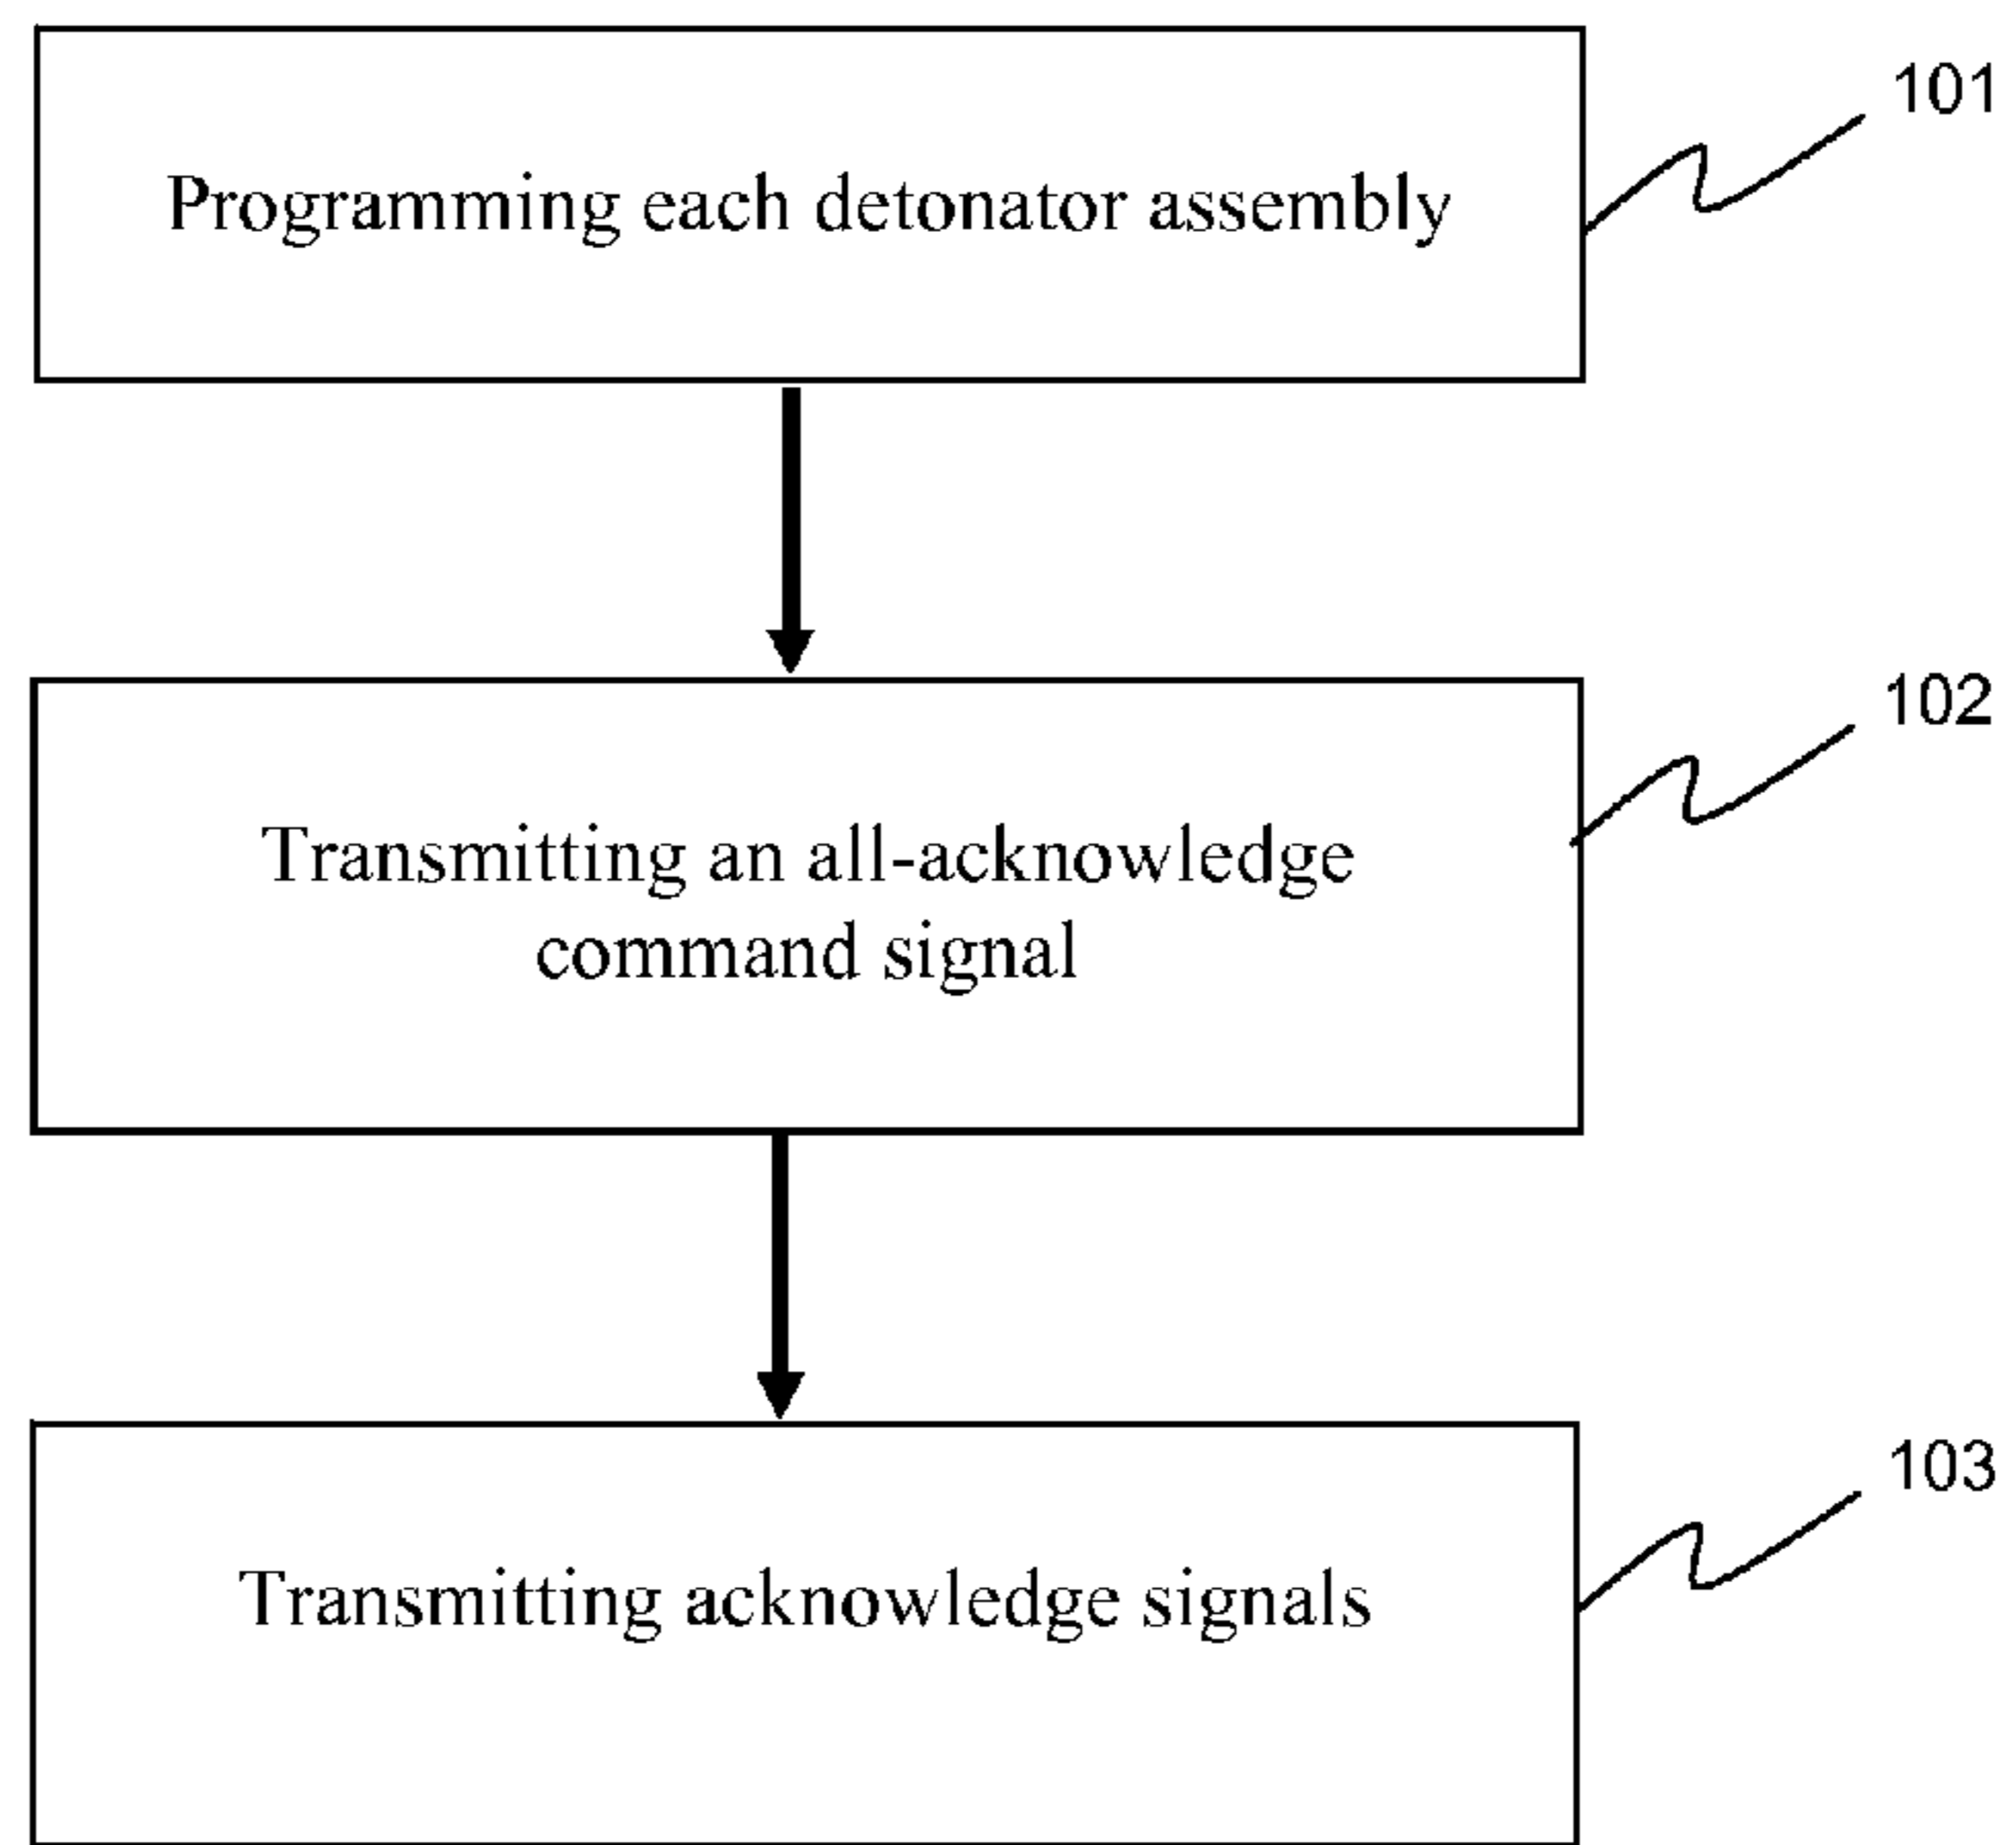 Programming each detonator assembly
101
Transmitting an all-acknowledge
command signal
102
Transmitting acknowledge signals
103